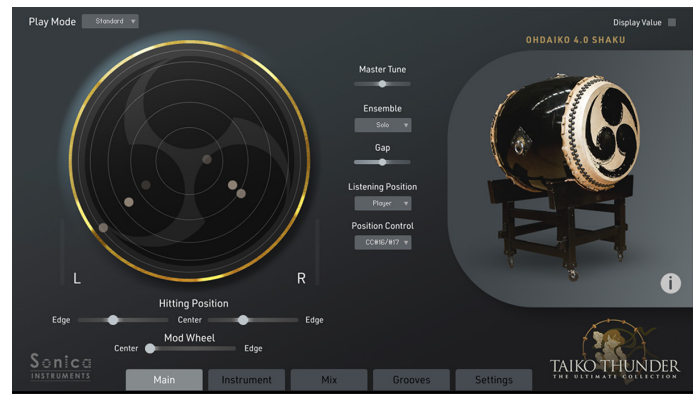 Play Mode Standard
Display Value
OHDAIKO 4.0 SHAKU
Master Tune
Ensemble
Solo
Gap
Listening Position
Player
Position Control
CC#16/#17
L R
Hitting Position
Edge Center Edge
Mod Wheel
Center Edge
i
Sonica
INSTRUMENTS
TAIKO THUNDER
THE ULTIMATE COLLECTION
Main Instrument Mix Grooves Settings